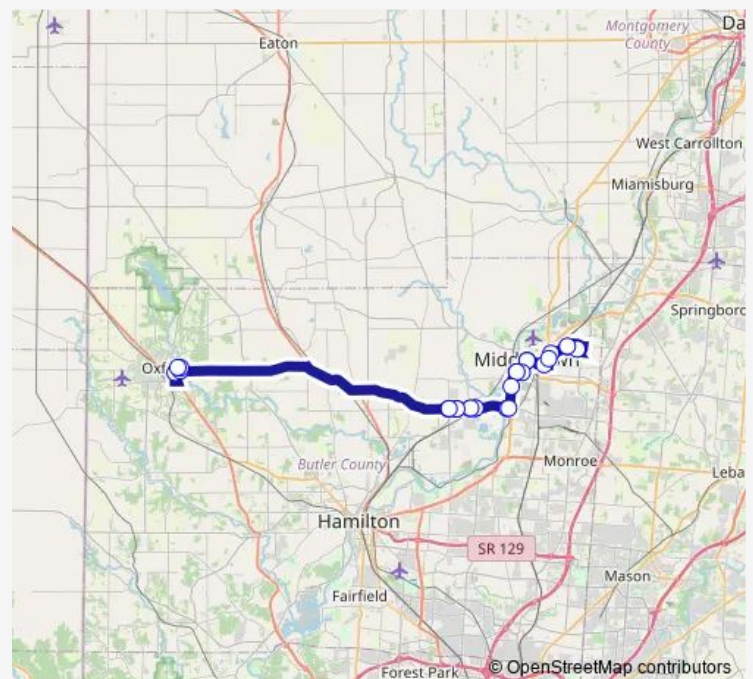 Montgomery
County
Da
Eaton
West Carrollton
Miamisburg
Springboro
Oxf
Midd wn
Monroe
Butler County
Leba
Hamilton
SR 129
Mason
Fairfield
Forest Park
© OpenStreetMap contributors